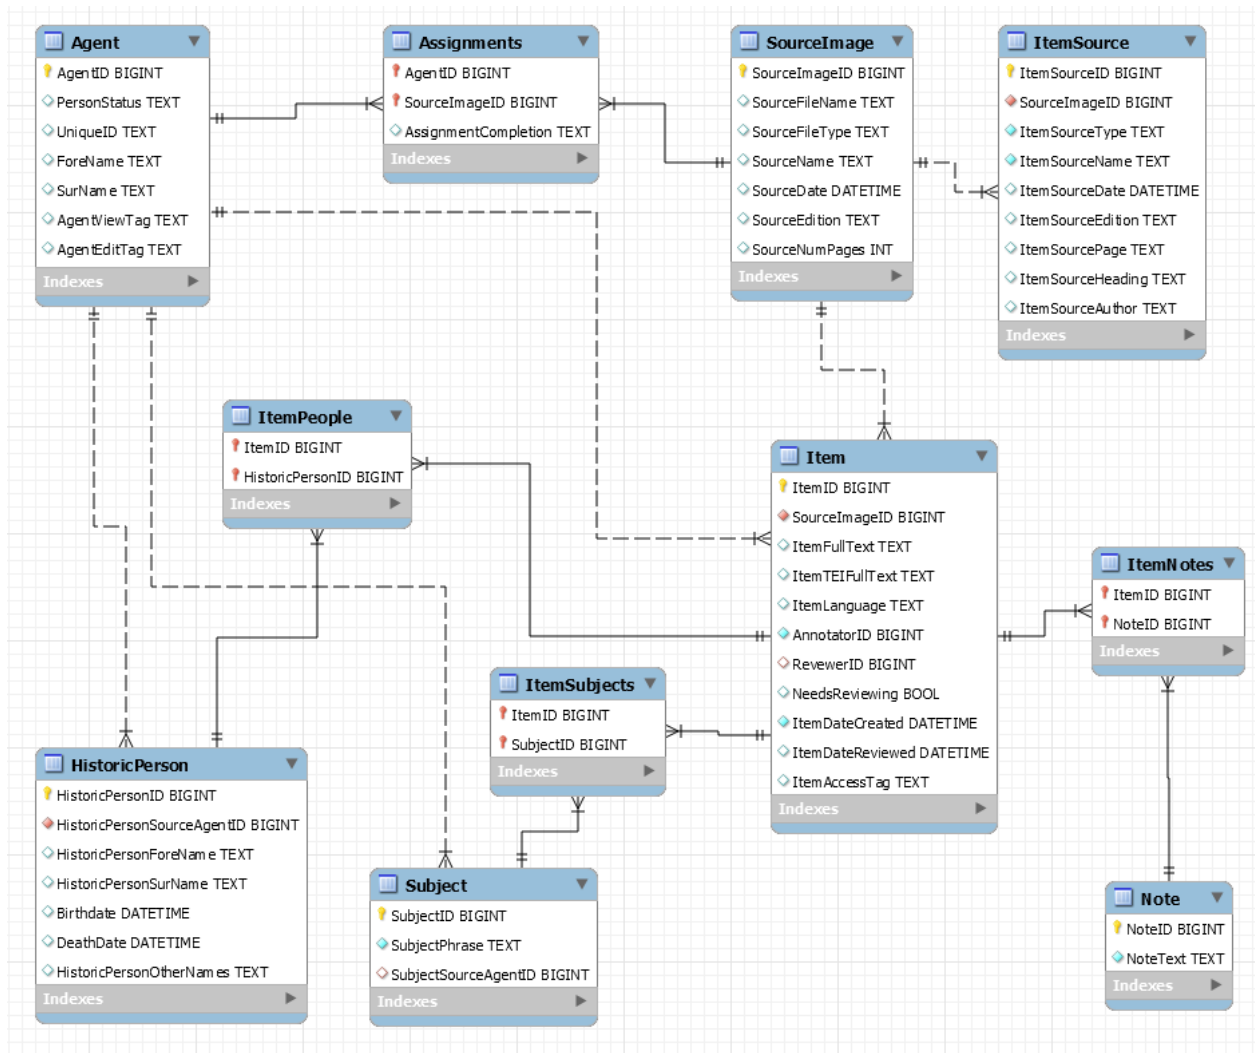 Agent
AgentID BIGINT
PersonStatus TEXT
UniqueID TEXT
ForeName TEXT
SurName TEXT
AgentViewTag TEXT
AgentEditTag TEXT
Indexes
Assignments
AgentID BIGINT
SourceImageID BIGINT
AssignmentCompletion TEXT
Indexes
SourceImage
SourceImageID BIGINT
SourceFileName TEXT
SourceFileType TEXT
SourceName TEXT
SourceDate DATETIME
SourceEdition TEXT
SourceNumPages INT
Indexes
ItemSource
ItemSourceID BIGINT
SourceImageID BIGINT
ItemSourceType TEXT
ItemSourceName TEXT
ItemSourceDate DATETIME
ItemSourceEdition TEXT
ItemSourcePage TEXT
ItemSourceHeading TEXT
ItemSourceAuthor TEXT
Indexes
ItemPeople
ItemID BIGINT
HistoricPersonID BIGINT
Indexes
Item
ItemID BIGINT
SourceImageID BIGINT
ItemFullText TEXT
ItemTEIFullText TEXT
ItemLanguage TEXT
AnnotatorID BIGINT
RevewerID BIGINT
NeedsReviewing BOOL
ItemDateCreated DATETIME
ItemDateReviewed DATETIME
ItemAccessTag TEXT
Indexes
ItemNotes
ItemID BIGINT
NoteID BIGINT
Indexes
ItemSubjects
ItemID BIGINT
SubjectID BIGINT
Indexes
HistoricPerson
HistoricPersonID BIGINT
HistoricPersonSourceAgentID BIGINT
HistoricPersonForeName TEXT
HistoricPersonSurName TEXT
Birthdate DATETIME
DeathDate DATETIME
HistoricPersonOtherNames TEXT
Indexes
Subject
SubjectID BIGINT
SubjectPhrase TEXT
SubjectSourceAgentID BIGINT
Indexes
Note
NoteID BIGINT
NoteText TEXT
Indexes